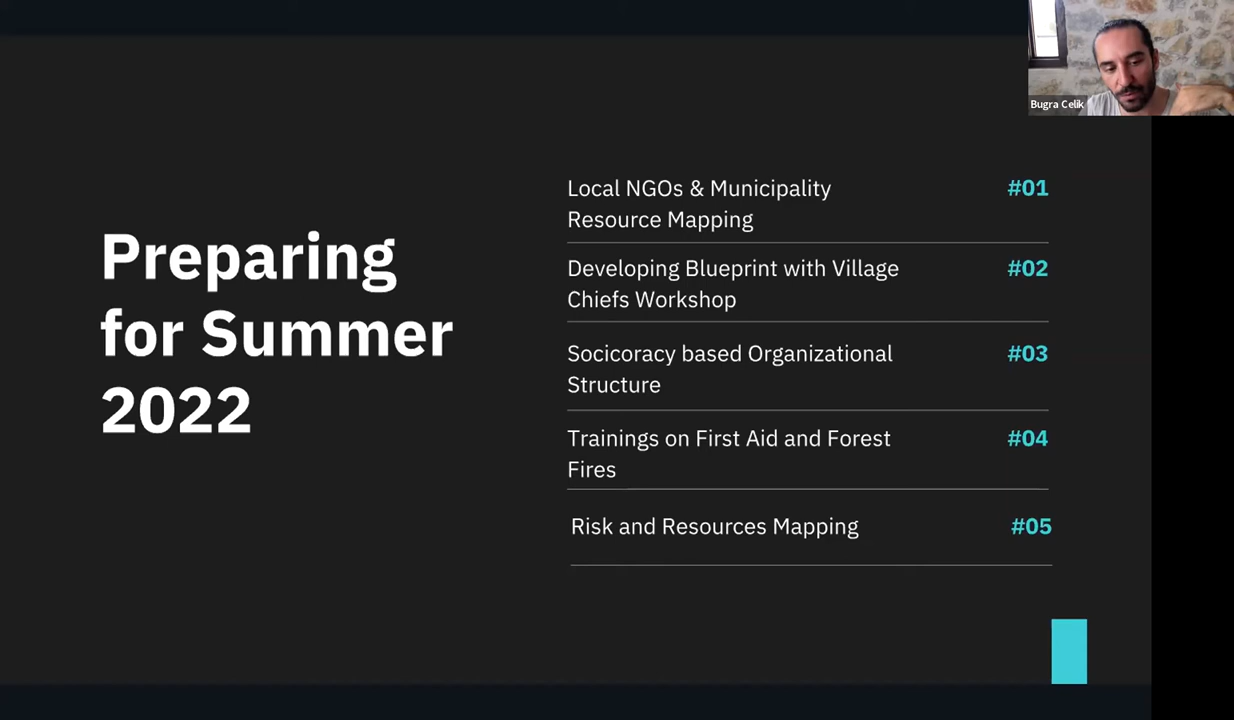 Bugra Celik
Preparing
for Summer
2022
Local NGOs & Municipality
Resource Mapping
#01
Developing Blueprint with Village
Chiefs Workshop
#02
Socicoracy based Organizational
Structure
#03
Trainings on First Aid and Forest
Fires
#04
Risk and Resources Mapping
#05